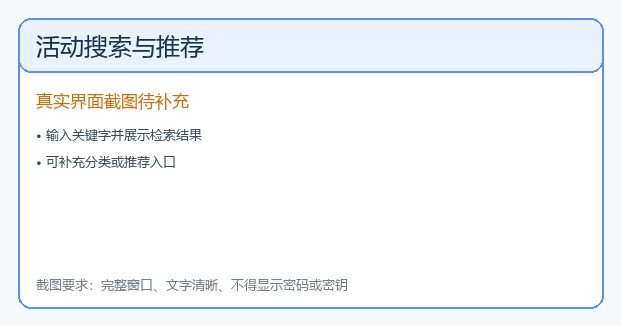 活动搜索与推荐
真实界面截图待补充
• 输入关键字并展示检索结果
• 可补充分类或推荐入口
截图要求：完整窗口、文字清晰、不得显示密码或密钥